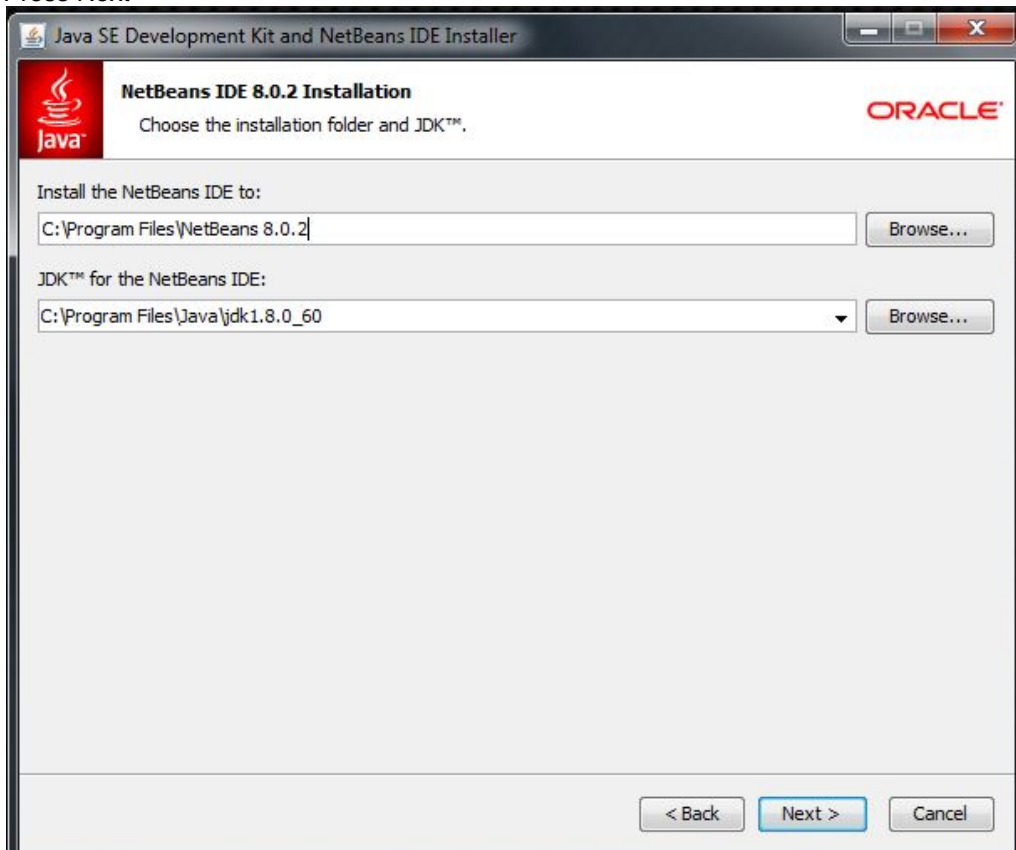 Java SE Development Kit and NetBeans IDE Installer
Java™
NetBeans IDE 8.0.2 Installation
Choose the installation folder and JDK™.
ORACLE®
Install the NetBeans IDE to:
C:\Program Files\NetBeans 8.0.2
Browse...
JDK™ for the NetBeans IDE:
C:\Program Files\Java\jdk1.8.0_60
Browse...
< Back
Next >
Cancel